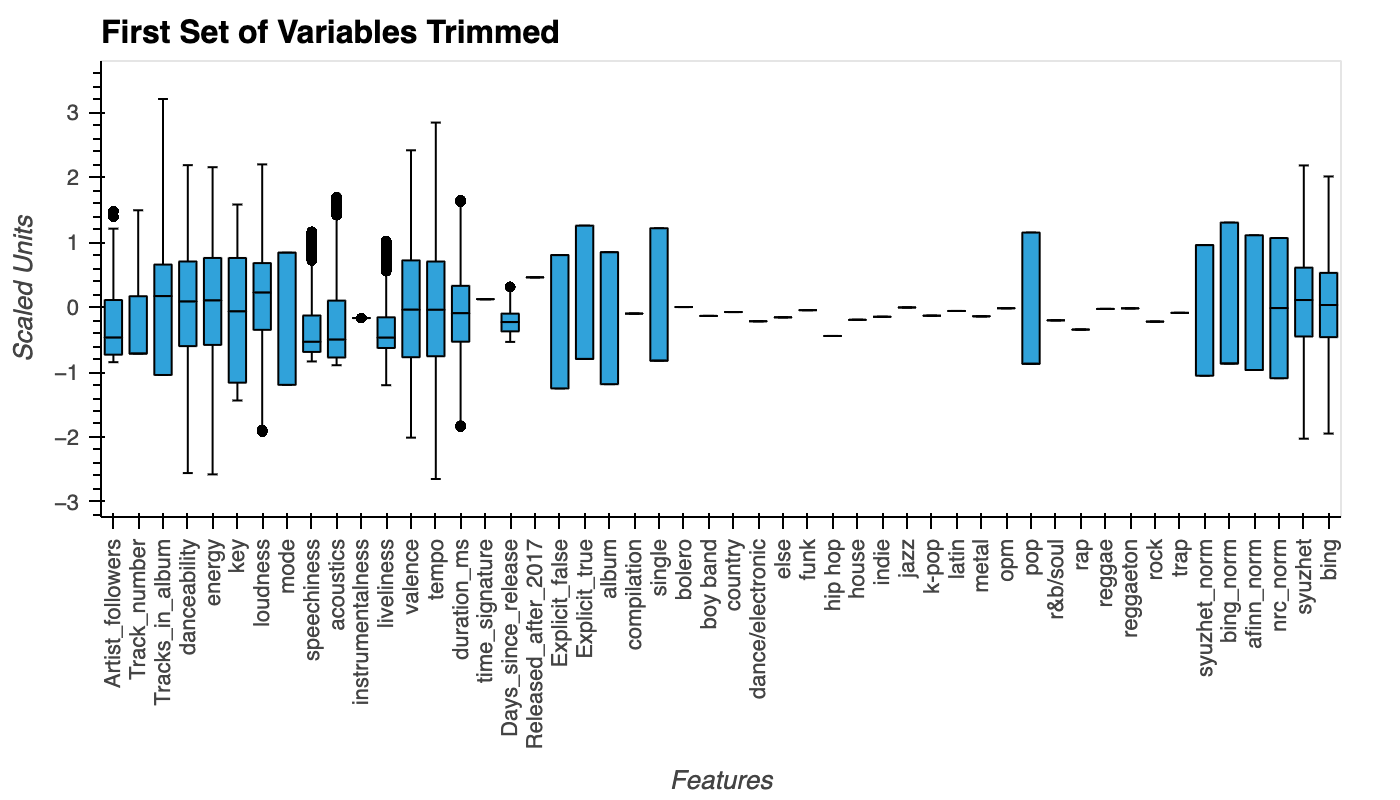 First Set of Variables Trimmed
Scaled Units
3
2
1
0
−1
−2
−3
Artist_followers
Track_number
Tracks_in_album
danceability
energy
key
loudness
mode
speechiness
acoustics
instrumentalness
liveliness
valence
tempo
duration_ms
time_signature
Days_since_release
Released_after_2017
Explicit_false
Explicit_true
album
compilation
single
bolero
boy band
country
dance/electronic
else
funk
hip hop
house
indie
jazz
k-pop
latin
metal
opm
pop
r&b/soul
rap
reggae
reggaeton
rock
trap
syuzhet_norm
bing_norm
afinn_norm
nrc_norm
syuzhet
bing
Features